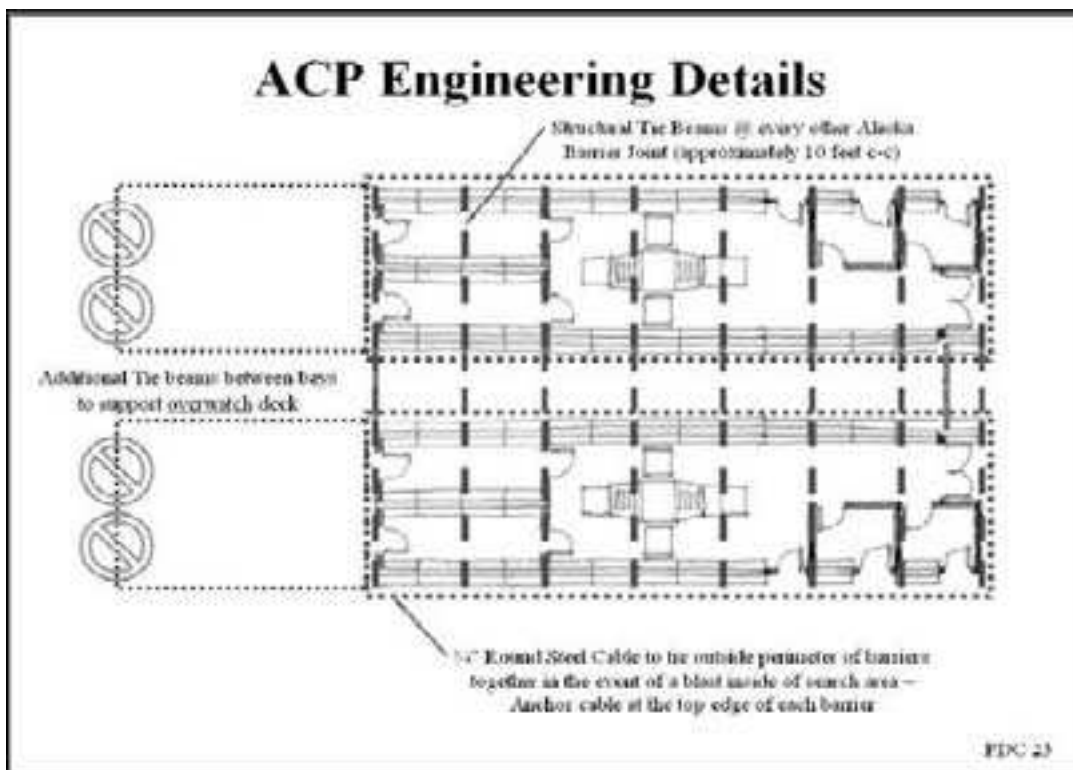 ACP Engineering Details
Structural Tie Beams @ every other Alaska
Barrier Joint (approximately 10 feet c-c)
Additional Tie beams between bays
to support overwatch deck
Round Steel Cable to tie outside perimeter of barriers
together in the event of a blast inside of search area –
Anchor cable at the top edge of each barrier
PDC 23